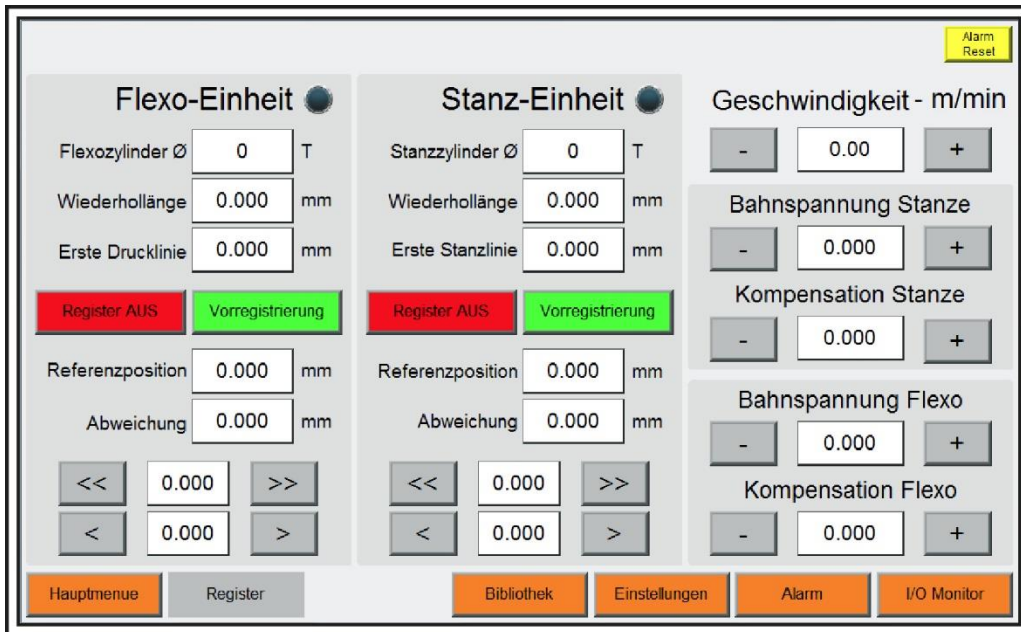 Alarm
Reset
Flexo-Einheit
Flexozylinder Ø 0 T
Wiederhollänge 0.000 mm
Erste Drucklinie 0.000 mm
Register AUS Vorregistrierung
Referenzposition 0.000 mm
Abweichung 0.000 mm
<< 0.000 >>
< 0.000 >
Stanz-Einheit
Stanzzylinder Ø 0 T
Wiederhollänge 0.000 mm
Erste Stanzlinie 0.000 mm
Register AUS Vorregistrierung
Referenzposition 0.000 mm
Abweichung 0.000 mm
<< 0.000 >>
< 0.000 >
Geschwindigkeit - m/min
- 0.00 +
Bahnspannung Stanze
- 0.000 +
Kompensation Stanze
- 0.000 +
Bahnspannung Flexo
- 0.000 +
Kompensation Flexo
- 0.000 +
Hauptmenue Register Bibliothek Einstellungen Alarm I/O Monitor